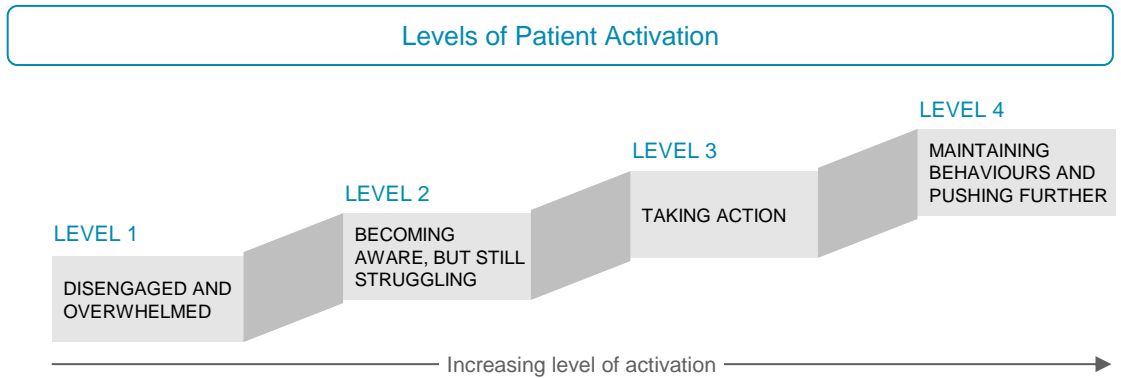 Levels of Patient Activation
LEVEL 1
DISENGAGED AND
OVERWHELMED
LEVEL 2
BECOMING
AWARE, BUT STILL
STRUGGLING
LEVEL 3
TAKING ACTION
LEVEL 4
MAINTAINING
BEHAVIOURS AND
PUSHING FURTHER
Increasing level of activation